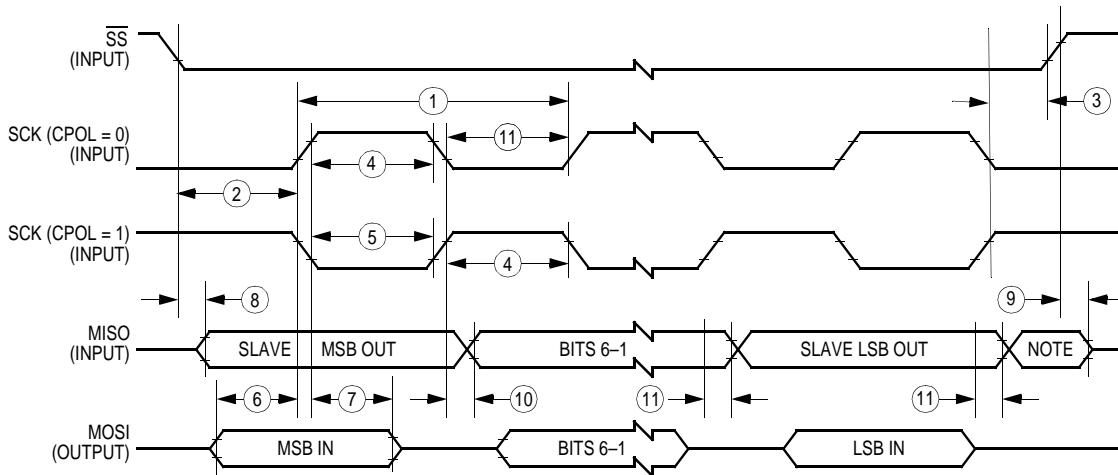 SS
(INPUT)
1
3
SCK (CPOL = 0)
(INPUT)
11
4
2
SCK (CPOL = 1)
(INPUT)
5
4
8
9
MISO
(INPUT)
SLAVE MSB OUT
BITS 6–1
SLAVE LSB OUT
NOTE
6
7
10
11
11
MOSI
(OUTPUT)
MSB IN
BITS 6–1
LSB IN